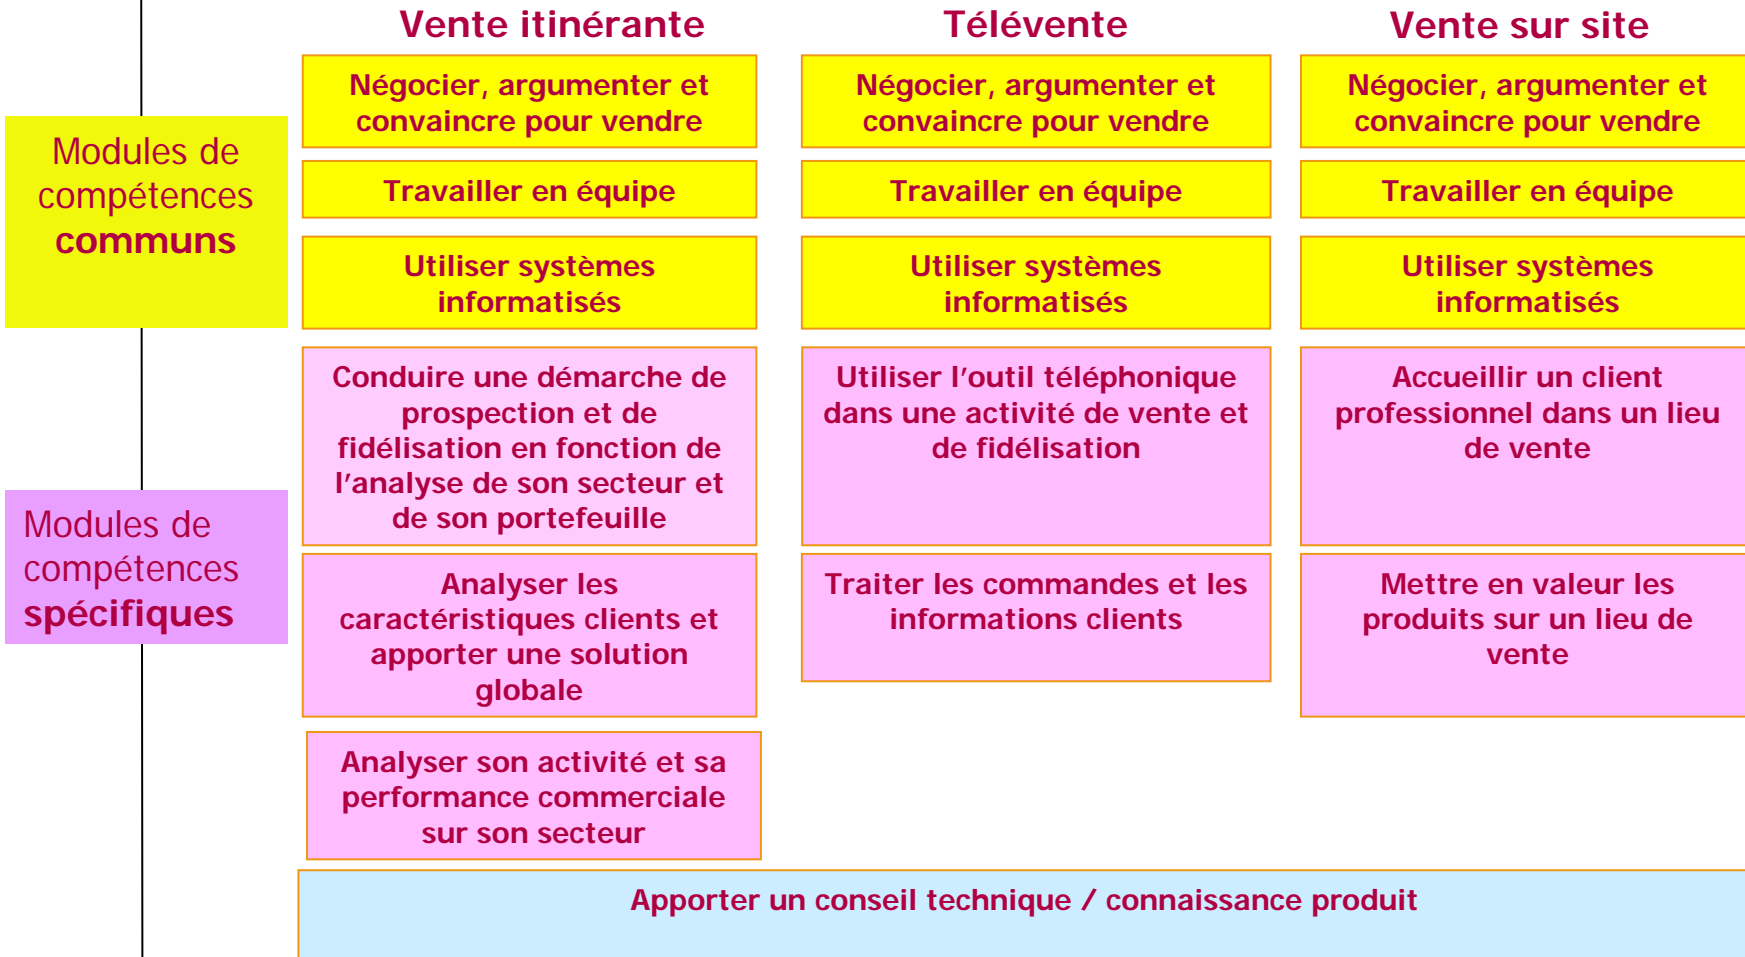 Vente itinérante
Télévente
Vente sur site
Modules de
compétences
communs
Négocier, argumenter et
convaincre pour vendre
Négocier, argumenter et
convaincre pour vendre
Négocier, argumenter et
convaincre pour vendre
Travailler en équipe
Travailler en équipe
Travailler en équipe
Utiliser systèmes
informatisés
Utiliser systèmes
informatisés
Utiliser systèmes
informatisés
Modules de
compétences
spécifiques
Conduire une démarche de
prospection et de
fidélisation en fonction de
l’analyse de son secteur et
de son portefeuille
Utiliser l’outil téléphonique
dans une activité de vente et
de fidélisation
Accueillir un client
professionnel dans un lieu
de vente
Analyser les
caractéristiques clients et
apporter une solution
globale
Traiter les commandes et les
informations clients
Mettre en valeur les
produits sur un lieu de
vente
Analyser son activité et sa
performance commerciale
sur son secteur
Apporter un conseil technique / connaissance produit